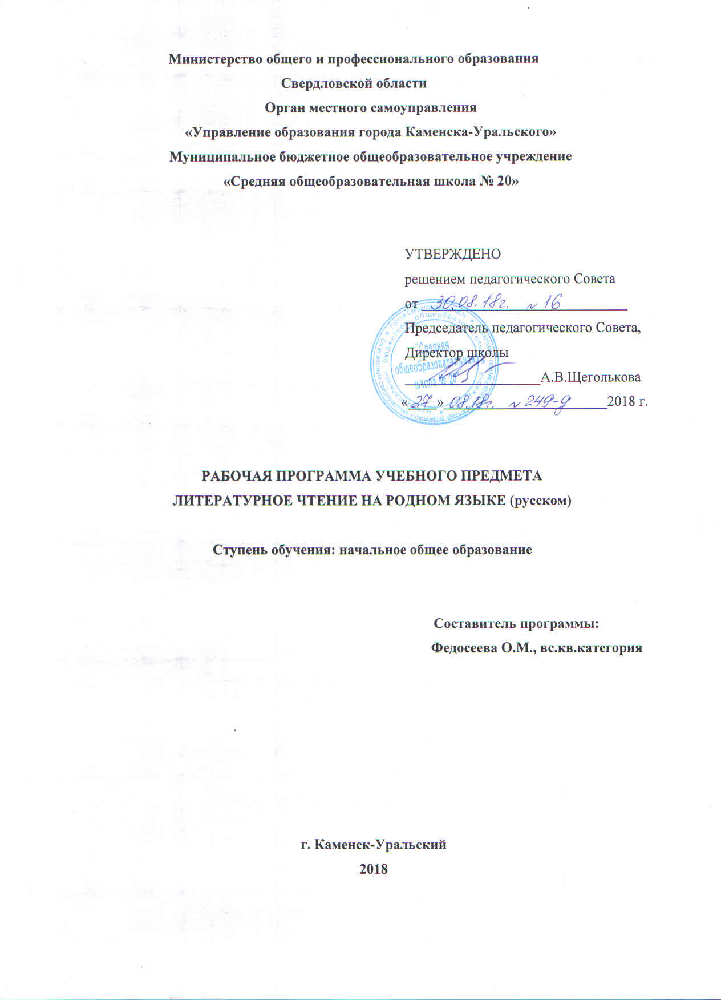 Министерство общего и профессионального образования
Свердловской области
Орган местного самоуправления
«Управление образования города Каменска-Уральского»
Муниципальное бюджетное общеобразовательное учреждение
«Средняя общеобразовательная школа № 20»
УТВЕРЖДЕНО
решением педагогического Совета
от 30.08.18г. № 16
Председатель педагогического Совета,
Директор школы
А.В.Щеголькова
«27» 08.18г. № 249-д 2018 г.
"Средняя
общеобразовательная
школа № 20"
РАБОЧАЯ ПРОГРАММА УЧЕБНОГО ПРЕДМЕТА
ЛИТЕРАТУРНОЕ ЧТЕНИЕ НА РОДНОМ ЯЗЫКЕ (русском)
Ступень обучения: начальное общее образование
Составитель программы:
Федосеева О.М., вс.кв.категория
г. Каменск-Уральский
2018